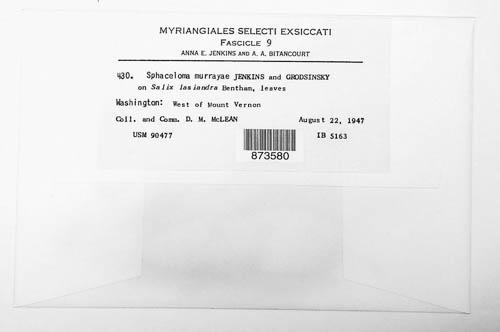 MYRIANGIALES SELECTI EXSICCATI
FASCICLE 9
ANNA E. JENKINS AND A. A. BITANCOURT
430. Sphaceloma murrayae JENKINS and GRODSINSKY
on Salix lasiandra Bentham, leaves
Washington: West of Mount Vernon
Coll. and Comm. D. M. McLEAN August 22, 1947
USM 90477 IB 5163
873580